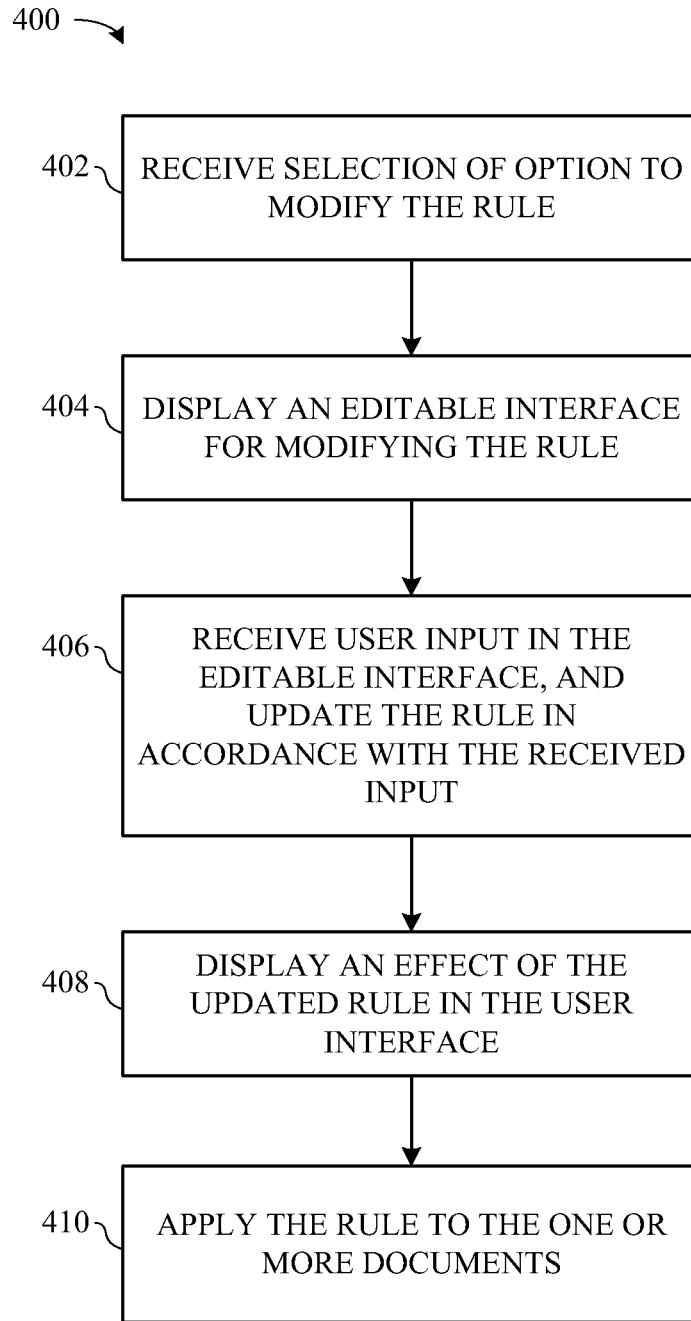 400
402
RECEIVE SELECTION OF OPTION TO
MODIFY THE RULE
404
DISPLAY AN EDITABLE INTERFACE
FOR MODIFYING THE RULE
406
RECEIVE USER INPUT IN THE
EDITABLE INTERFACE, AND
UPDATE THE RULE IN
ACCORDANCE WITH THE RECEIVED
INPUT
408
DISPLAY AN EFFECT OF THE
UPDATED RULE IN THE USER
INTERFACE
410
APPLY THE RULE TO THE ONE OR
MORE DOCUMENTS